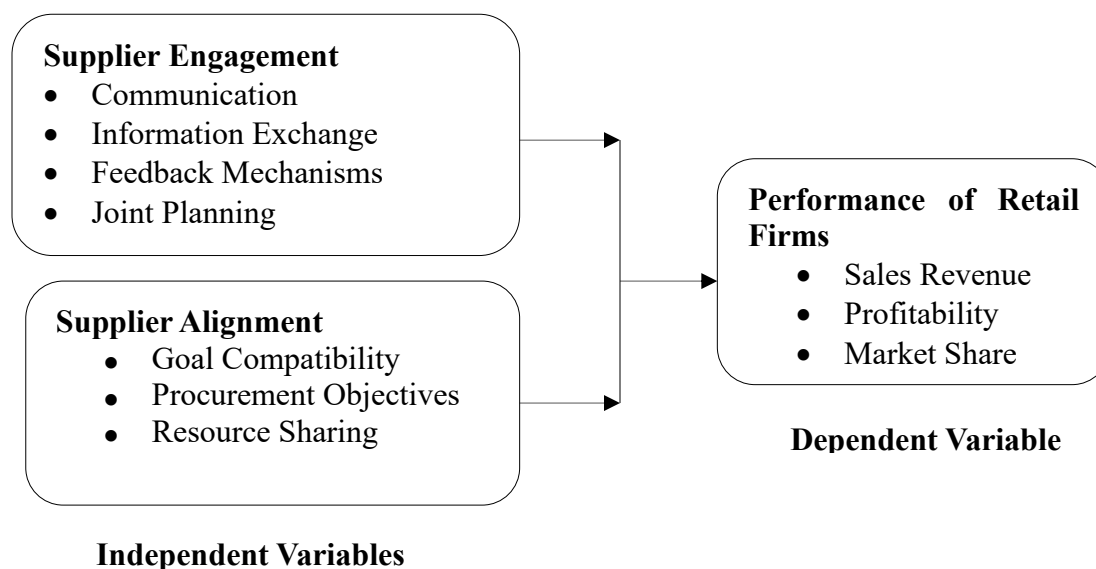 Supplier Engagement
• Communication
• Information Exchange
• Feedback Mechanisms
• Joint Planning
Supplier Alignment
• Goal Compatibility
• Procurement Objectives
• Resource Sharing
Independent Variables
Performance of Retail
Firms
• Sales Revenue
• Profitability
• Market Share
Dependent Variable